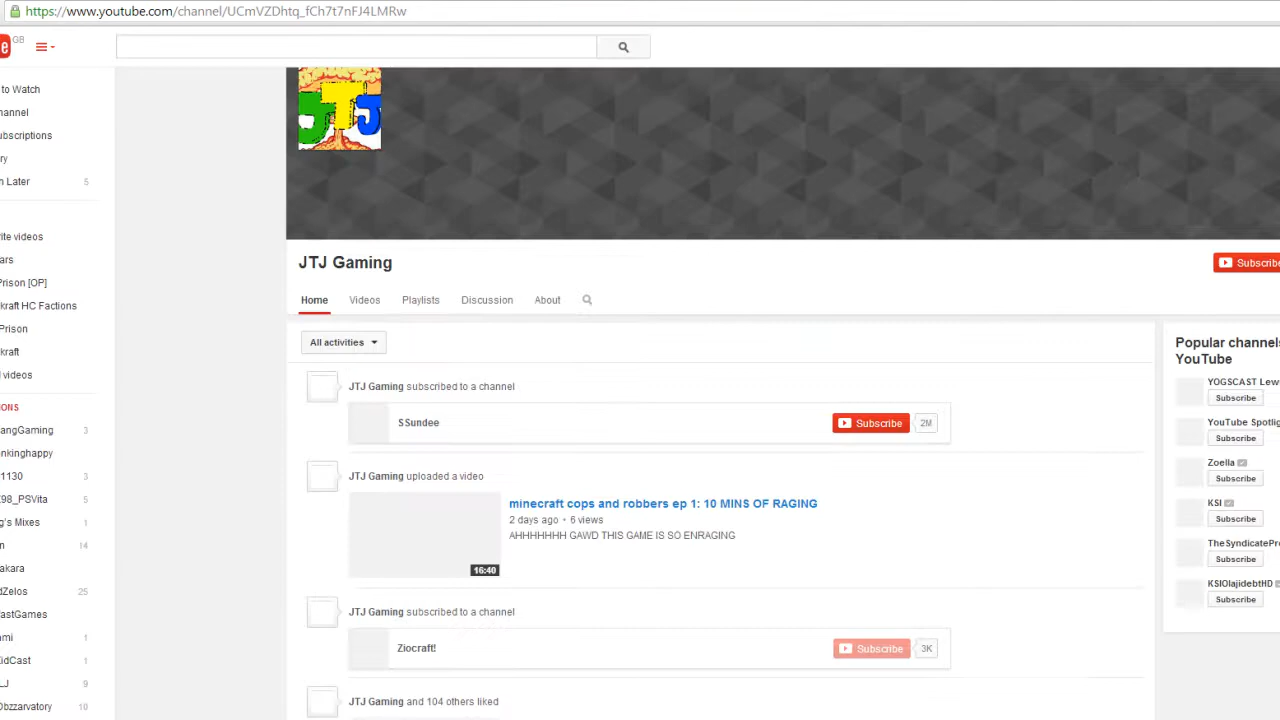 https://www.youtube.com/channel/UCmVZDhtq_fCh7t7nFJ4LMRw
GB
to Watch
hannel
ubscriptions
ry
n Later 5
ite videos
ars
Prison [OP]
kraft HC Factions
Prison
kraft
d videos
ONS
angGaming 3
nkinghappy
1130 3
K98_PSVita 5
g's Mixes 1
n 14
akara
dZelos 25
astGames
ami 1
KidCast 1
LJ 9
Obzzarvatory 10
JTJ
JTJ Gaming
Subscribe
Home Videos Playlists Discussion About
All activities
JTJ Gaming subscribed to a channel
SSundee Subscribe 2M
JTJ Gaming uploaded a video
minecraft cops and robbers ep 1: 10 MINS OF RAGING
2 days ago • 6 views
AHHHHHHH GAWD THIS GAME IS SO ENRAGING
16:40
JTJ Gaming subscribed to a channel
Ziocraft! Subscribe 3K
JTJ Gaming and 104 others liked
Popular channels
YouTube
YOGSCAST Lew
Subscribe
YouTube Spotlig
Subscribe
Zoella
Subscribe
KSI
Subscribe
TheSyndicatePro
Subscribe
KSIOlajidebtHD
Subscribe